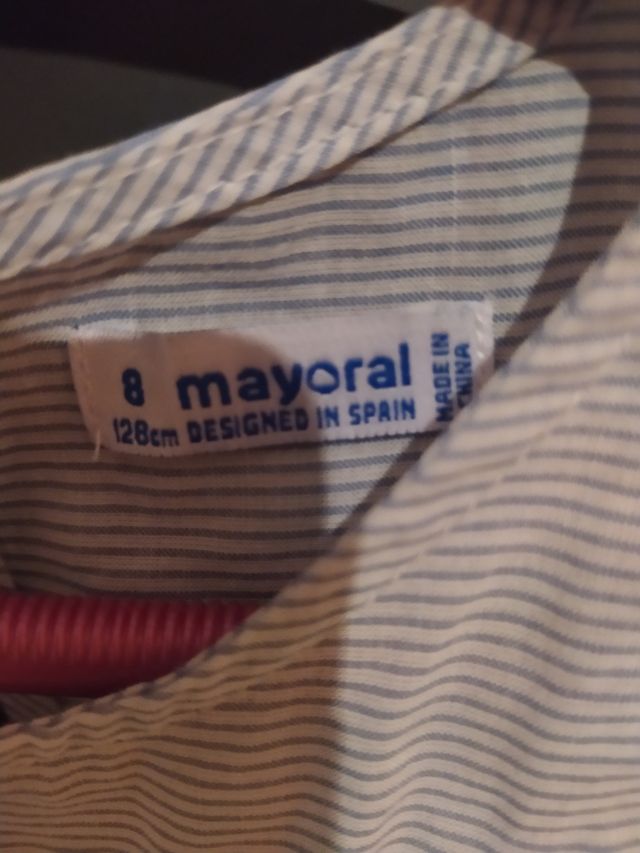 8 mayoral
128cm DESIGNED IN SPAIN
MADE IN
CHINA